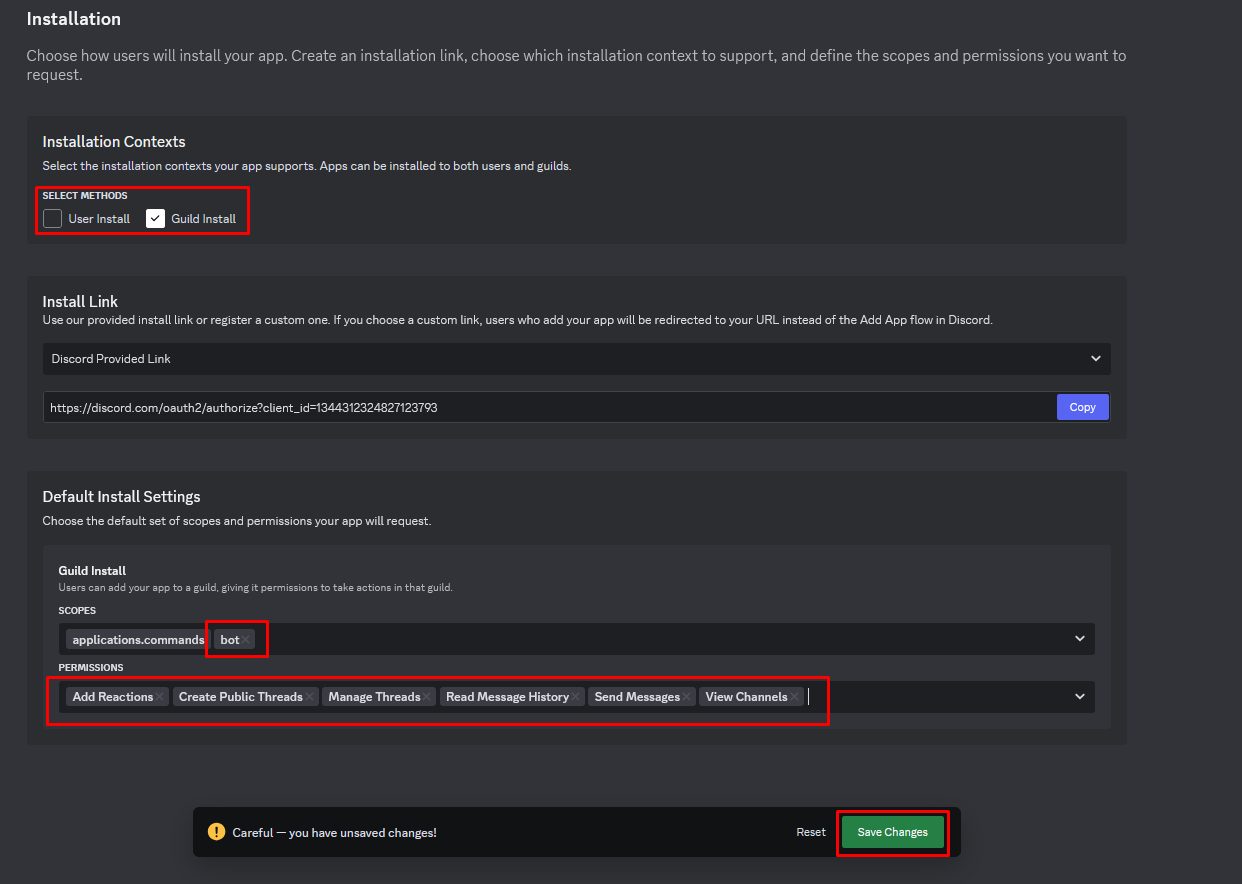 Installation
Choose how users will install your app. Create an installation link, choose which installation context to support, and define the scopes and permissions you want to
request.
Installation Contexts
Select the installation contexts your app supports. Apps can be installed to both users and guilds.
SELECT METHODS
User Install Guild Install
Install Link
Use our provided install link or register a custom one. If you choose a custom link, users who add your app will be redirected to your URL instead of the Add App flow in Discord.
Discord Provided Link
https://discord.com/oauth2/authorize?client_id=1344312324827123793 Copy
Default Install Settings
Choose the default set of scopes and permissions your app will request.
Guild Install
Users can add your app to a guild, giving it permissions to take actions in that guild.
SCOPES
applications.commands bot
PERMISSIONS
Add Reactions Create Public Threads Manage Threads Read Message History Send Messages View Channels
Careful — you have unsaved changes! Reset Save Changes